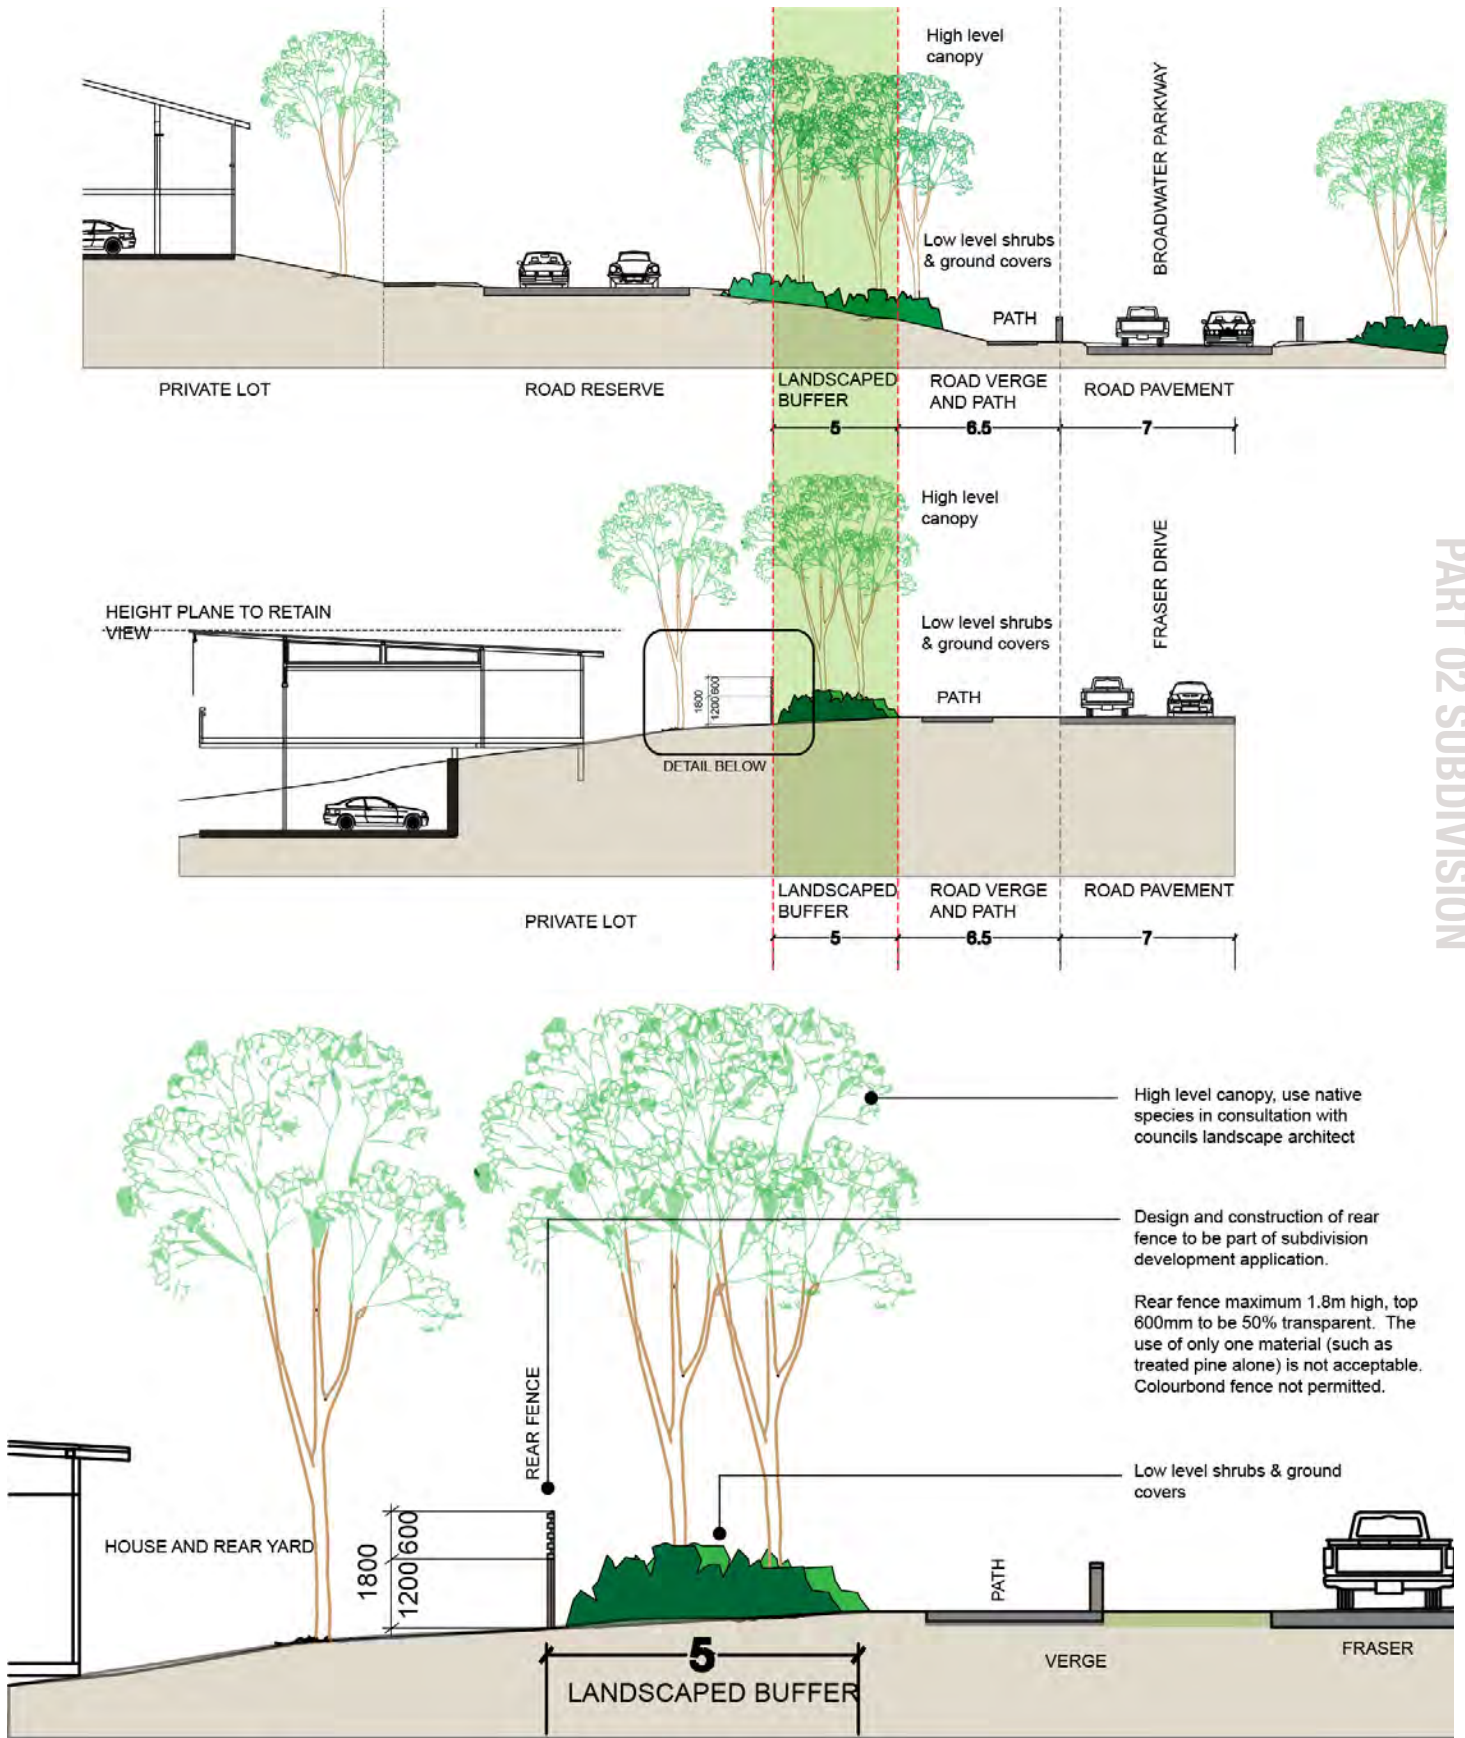 High level
canopy
BROADWATER PARKWAY
Low level shrubs
& ground covers
PATH
PRIVATE LOT
ROAD RESERVE
LANDSCAPED
BUFFER
ROAD VERGE
AND PATH
ROAD PAVEMENT
5
6.5
7
High level
canopy
FRASER DRIVE
HEIGHT PLANE TO RETAIN
VIEW
Low level shrubs
& ground covers
1800
1200 600
PATH
DETAIL BELOW
PART 02 SUBDIVISION
PRIVATE LOT
LANDSCAPED
BUFFER
ROAD VERGE
AND PATH
ROAD PAVEMENT
5
6.5
7
High level canopy, use native
species in consultation with
councils landscape architect
Design and construction of rear
fence to be part of subdivision
development application.
Rear fence maximum 1.8m high, top
600mm to be 50% transparent. The
use of only one material (such as
treated pine alone) is not acceptable.
Colourbond fence not permitted.
REAR FENCE
Low level shrubs & ground
covers
HOUSE AND REAR YARD
1800
1200 600
PATH
5
LANDSCAPED BUFFER
VERGE
FRASER